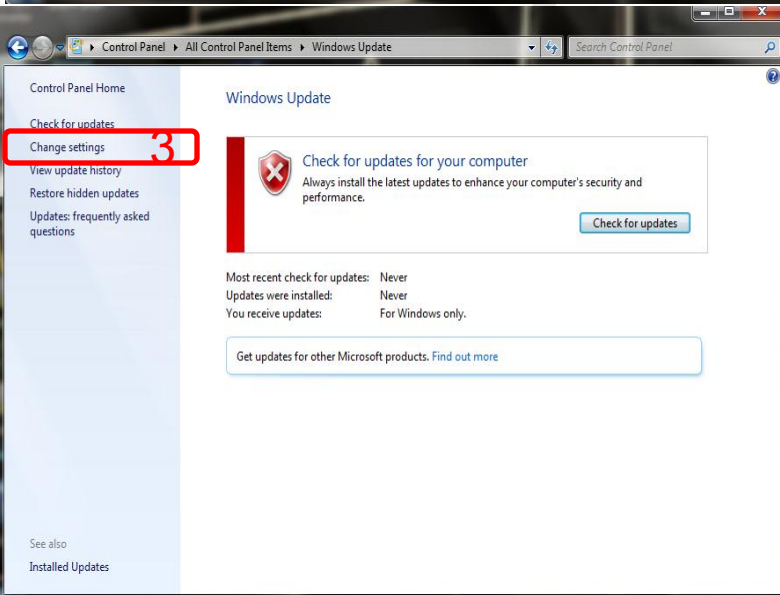 Control Panel ▸ All Control Panel Items ▸ Windows Update
Search Control Panel
Control Panel Home
Check for updates
Change settings
3
View update history
Restore hidden updates
Updates: frequently asked
questions
See also
Installed Updates
Windows Update
Check for updates for your computer
Always install the latest updates to enhance your computer's security and
performance.
Check for updates
Most recent check for updates: Never
Updates were installed: Never
You receive updates: For Windows only.
Get updates for other Microsoft products. Find out more